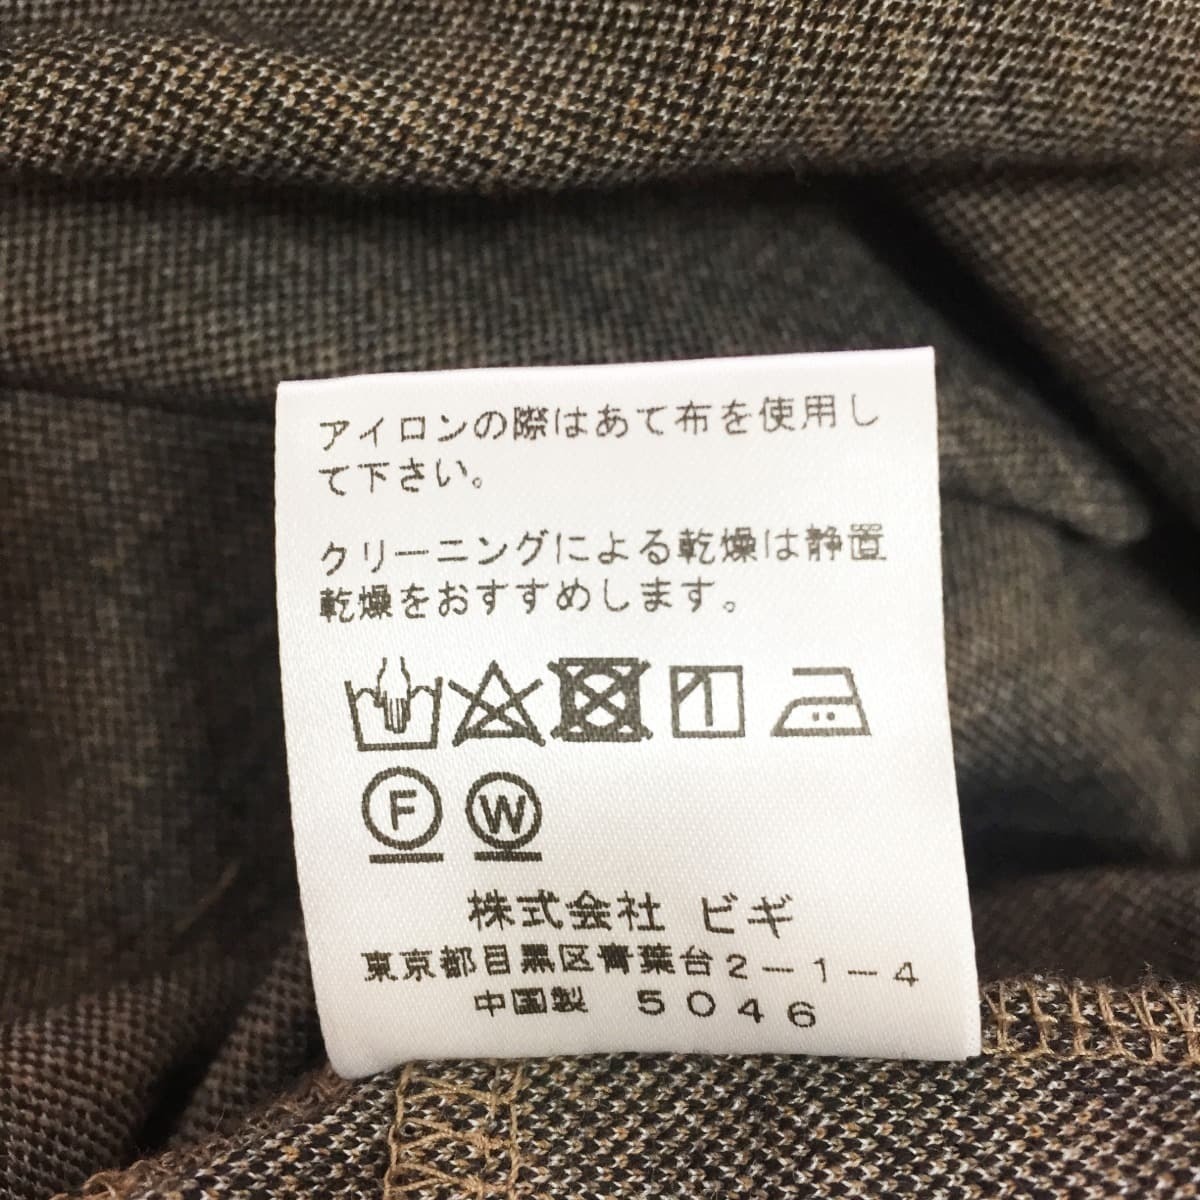 アイロンの際はあて布を使用し
て下さい。
クリーニングによる乾燥は静置
乾燥をおすすめします。
F W
株式会社 ビギ
東京都目黒区青葉台2-1-4
中国製 5046